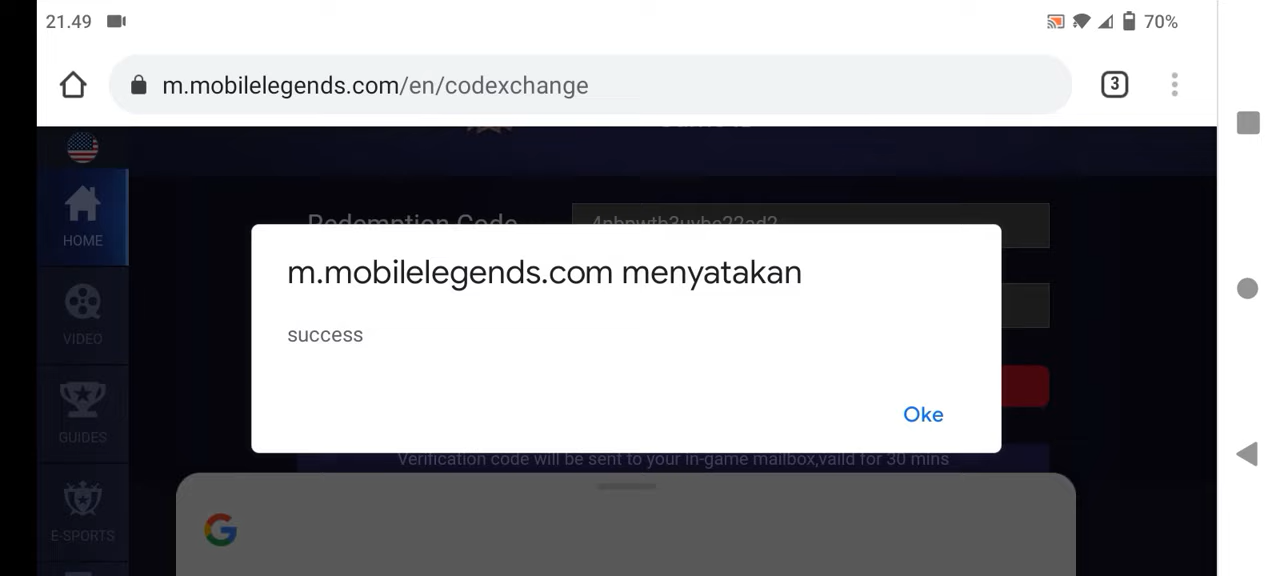 21.49
70%
m.mobilelegends.com/en/codexchange
3
HOME
Redemption Code
m.mobilelegends.com menyatakan
success
VIDEO
Oke
GUIDES
Verification code will be sent to your in-game mailbox,vaild for 30 mins
E-SPORTS